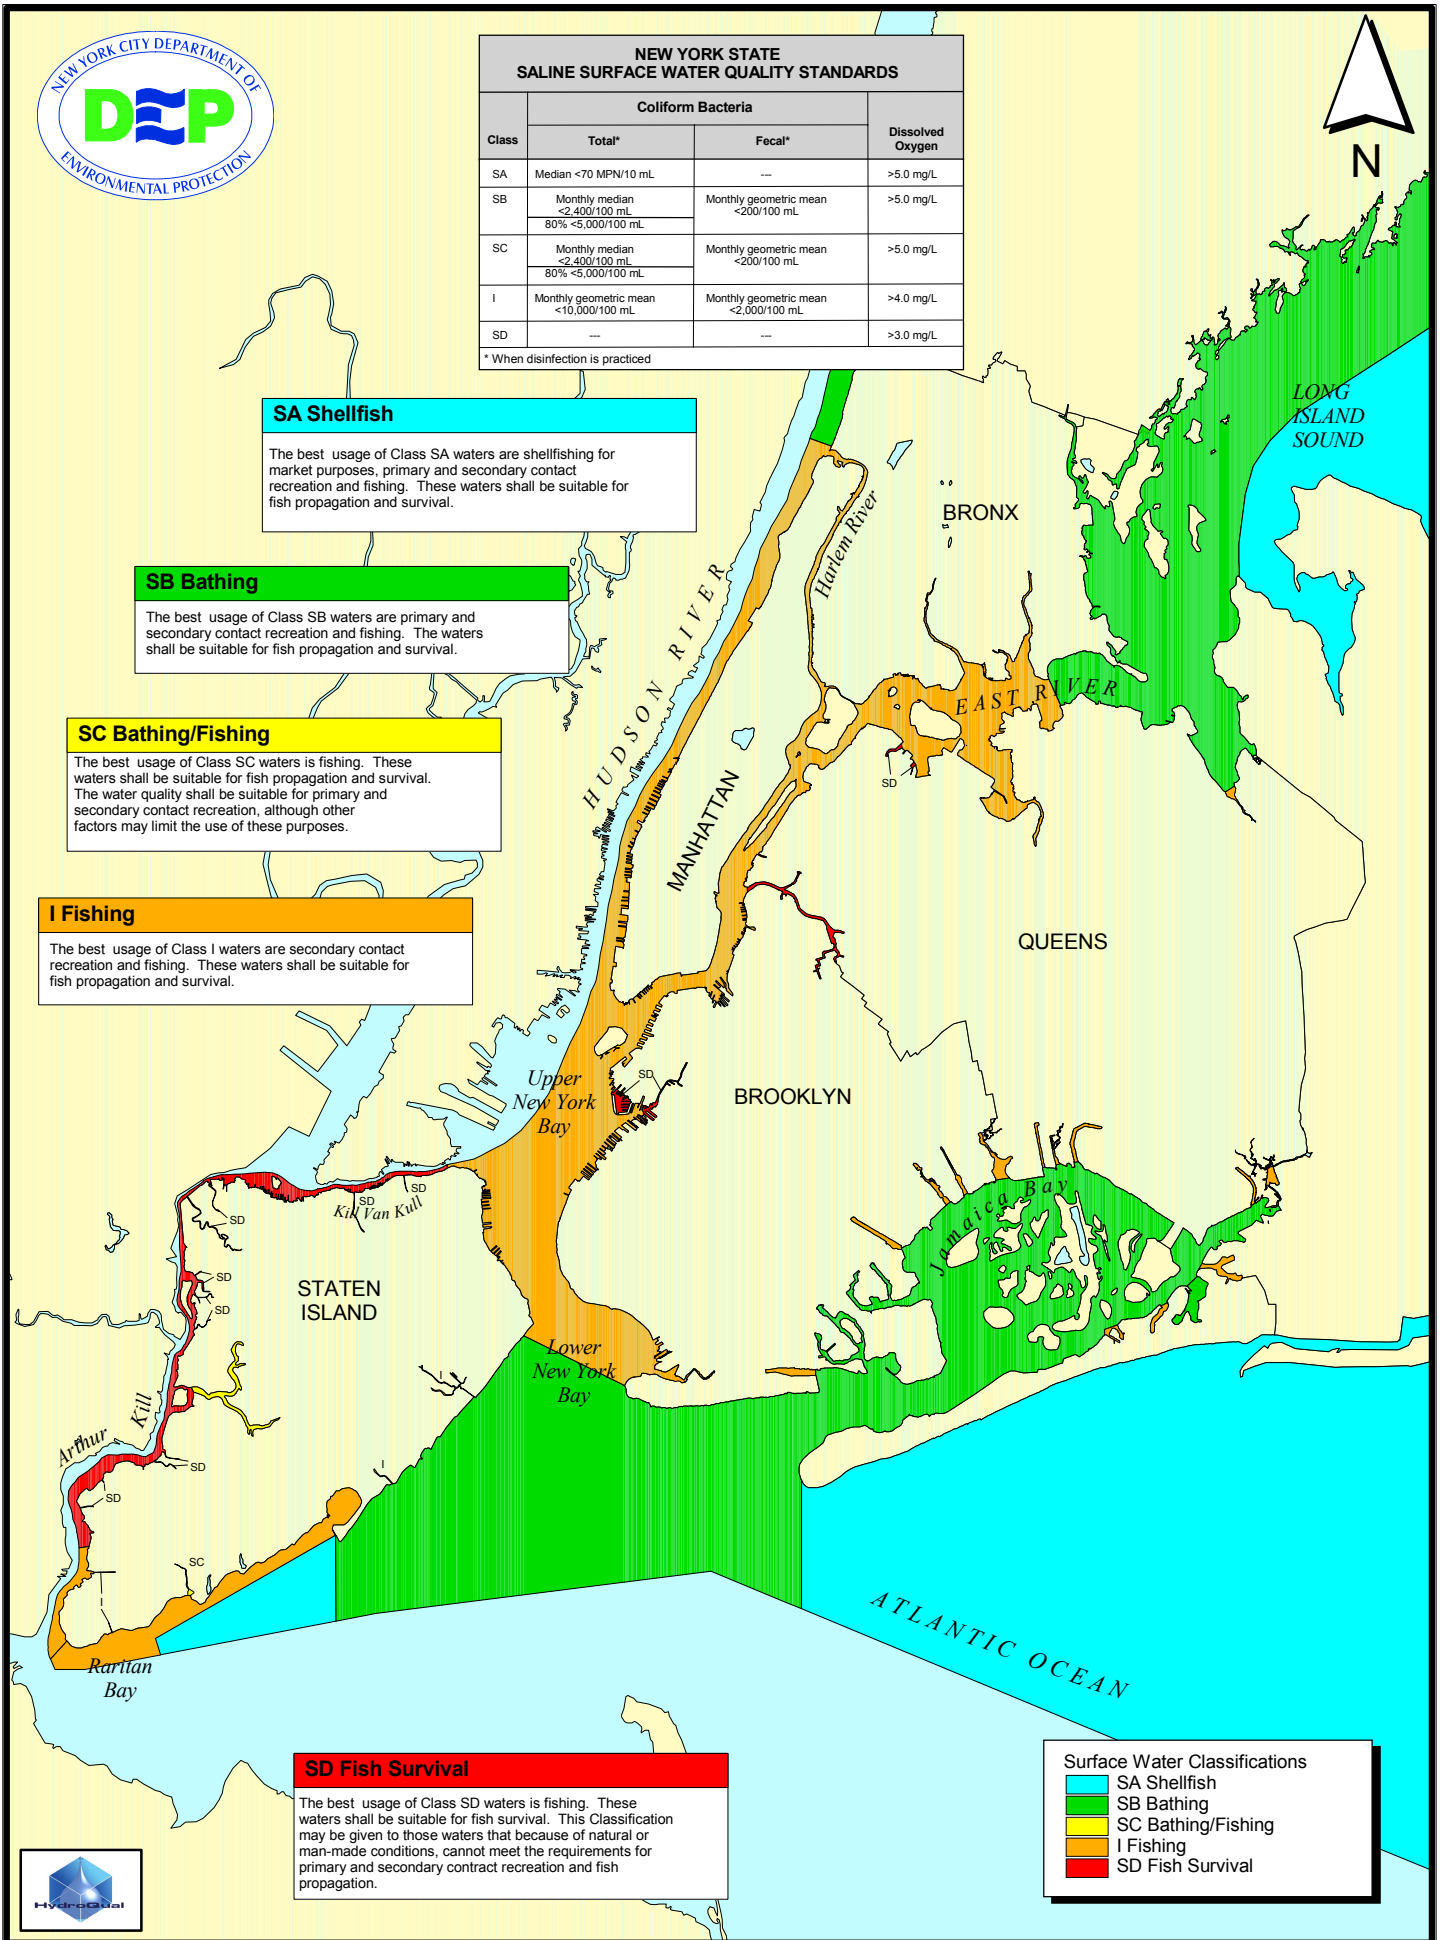 NEW YORK CITY DEPARTMENT OF
DEP
ENVIRONMENTAL PROTECTION
NEW YORK STATE
SALINE SURFACE WATER QUALITY STANDARDS
Class
Coliform Bacteria
Total*
Fecal*
Dissolved
Oxygen
SA
Median <70 MPN/10 mL
---
>5.0 mg/L
SB
Monthly median
<2,400/100 mL
80% <5,000/100 mL
Monthly geometric mean
<200/100 mL
>5.0 mg/L
SC
Monthly median
<2,400/100 mL
80% <5,000/100 mL
Monthly geometric mean
<200/100 mL
>5.0 mg/L
I
Monthly geometric mean
<10,000/100 mL
Monthly geometric mean
<2,000/100 mL
>4.0 mg/L
SD
---
---
>3.0 mg/L
* When disinfection is practiced
N
SA Shellfish
The best usage of Class SA waters are shellfishing for
market purposes, primary and secondary contact
recreation and fishing. These waters shall be suitable for
fish propagation and survival.
SB Bathing
The best usage of Class SB waters are primary and
secondary contact recreation and fishing. The waters
shall be suitable for fish propagation and survival.
SC Bathing/Fishing
The best usage of Class SC waters is fishing. These
waters shall be suitable for fish propagation and survival.
The water quality shall be suitable for primary and
secondary contact recreation, although other
factors may limit the use of these purposes.
I Fishing
The best usage of Class I waters are secondary contact
recreation and fishing. These waters shall be suitable for
fish propagation and survival.
LONG
ISLAND
SOUND
BRONX
Harlem River
HUDSON RIVER
EAST RIVER
SD
MANHATTAN
QUEENS
Upper
New York
Bay
SD
BROOKLYN
Jamaica Bay
SD
SD
Kill Van Kull
SD
SD
SD
STATEN
ISLAND
Lower
New York
Bay
I
Arthur Kill
SD
I
SD
SC
I
Raritan
Bay
ATLANTIC OCEAN
SD Fish Survival
The best usage of Class SD waters is fishing. These
waters shall be suitable for fish survival. This Classification
may be given to those waters that because of natural or
man-made conditions, cannot meet the requirements for
primary and secondary contract recreation and fish
propagation.
Surface Water Classifications
SA Shellfish
SB Bathing
SC Bathing/Fishing
I Fishing
SD Fish Survival
HydroQual